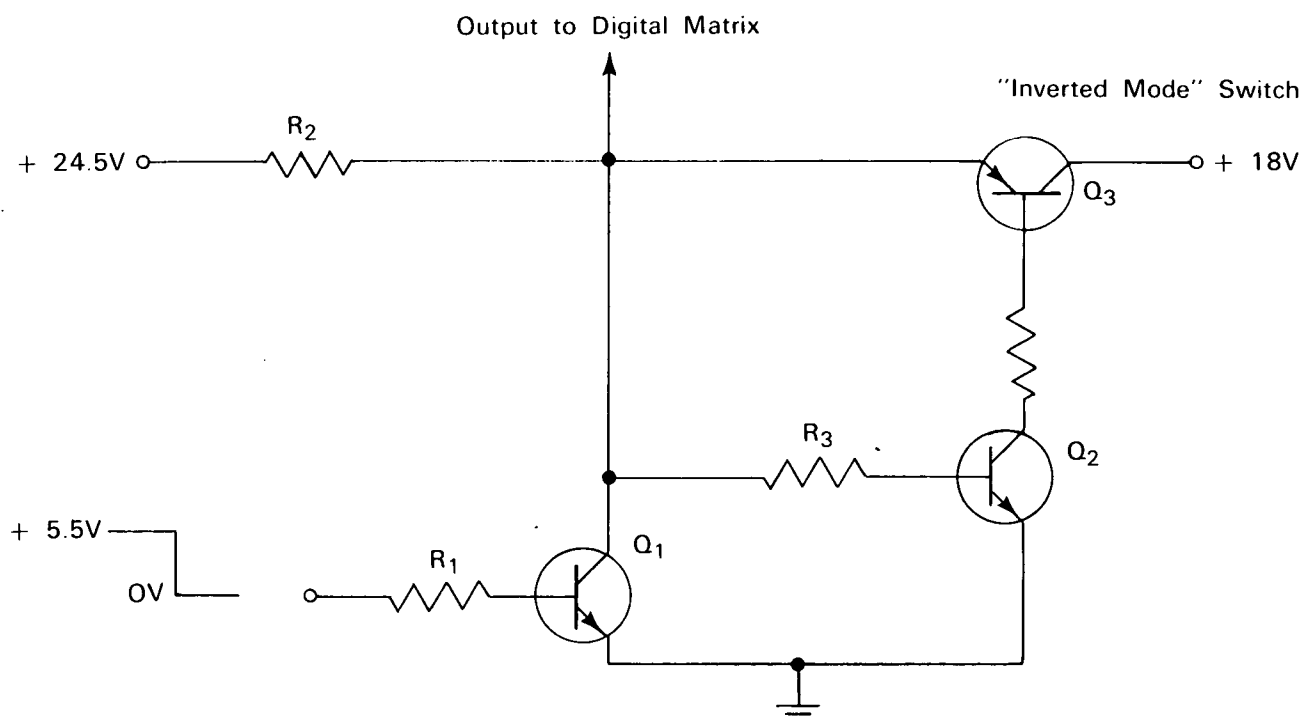 Output to Digital Matrix
"Inverted Mode" Switch
R2
+ 24.5V
+ 18V
Q3
R3
Q2
+ 5.5V
Q1
R1
0V